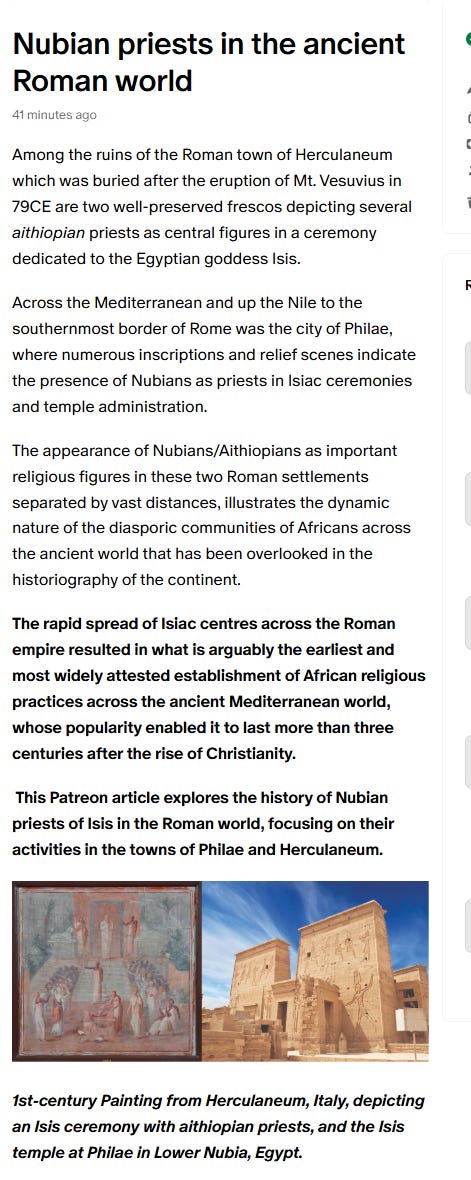 Nubian priests in the ancient
Roman world
41 minutes ago
Among the ruins of the Roman town of Herculaneum
which was buried after the eruption of Mt. Vesuvius in
79CE are two well-preserved frescos depicting several
aithiopian priests as central figures in a ceremony
dedicated to the Egyptian goddess Isis.
Across the Mediterranean and up the Nile to the
southernmost border of Rome was the city of Philae,
where numerous inscriptions and relief scenes indicate
the presence of Nubians as priests in Isiac ceremonies
and temple administration.
The appearance of Nubians/Aithiopians as important
religious figures in these two Roman settlements
separated by vast distances, illustrates the dynamic
nature of the diasporic communities of Africans across
the ancient world that has been overlooked in the
historiography of the continent.
The rapid spread of Isiac centres across the Roman
empire resulted in what is arguably the earliest and
most widely attested establishment of African religious
practices across the ancient Mediterranean world,
whose popularity enabled it to last more than three
centuries after the rise of Christianity.
This Patreon article explores the history of Nubian
priests of Isis in the Roman world, focusing on their
activities in the towns of Philae and Herculaneum.
1st-century Painting from Herculaneum, Italy, depicting
an Isis ceremony with aithiopian priests, and the Isis
temple at Philae in Lower Nubia, Egypt.